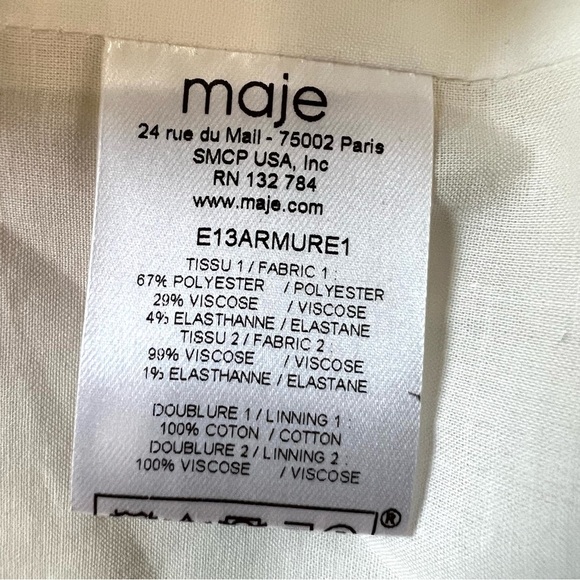 maje
24 rue du Mail - 75002 Paris
SMCP USA, Inc
RN 132 784
www.maje.com
E13ARMURE1
TISSU 1 / FABRIC 1 :
67% POLYESTER / POLYESTER
29% VISCOSE / VISCOSE
4% ELASTHANNE / ELASTANE
TISSU 2 / FABRIC 2 :
99% VISCOSE / VISCOSE
1% ELASTHANNE / ELASTANE
DOUBLURE 1 / LINNING 1 :
100% COTON / COTTON
DOUBLURE 2 / LINNING 2 :
100% VISCOSE / VISCOSE
®